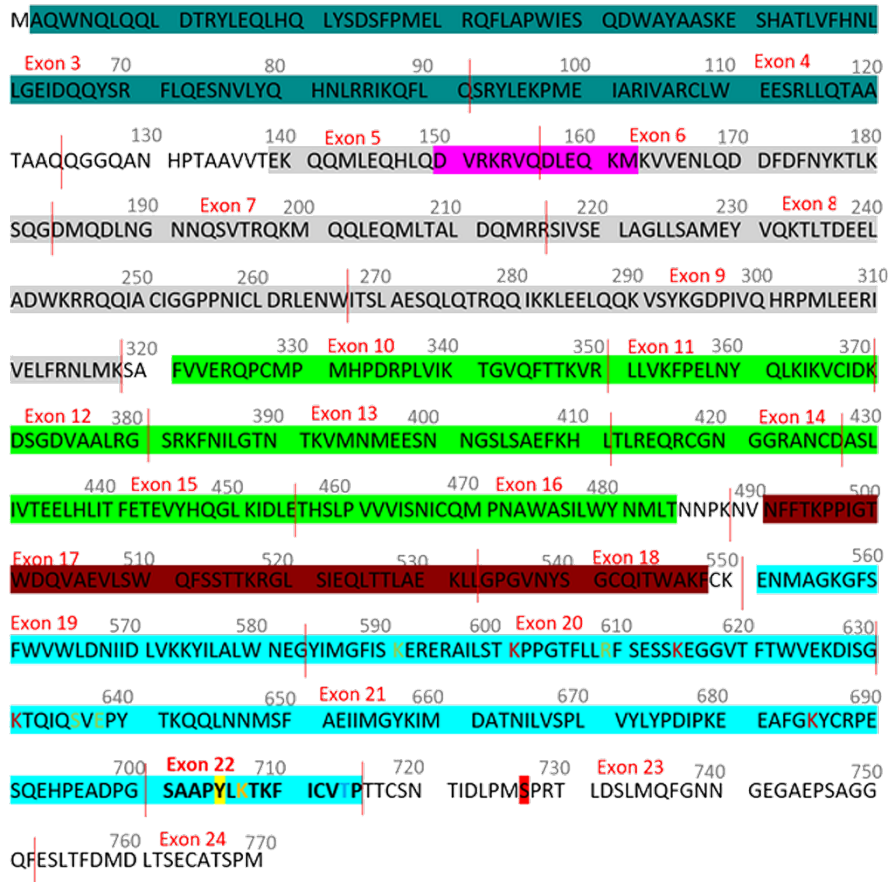 MAQWNQLQQL DTRYLEQLHQ LYSDSFPMEL RQFLAPWIES QDWAYAASKE SHATLVFHNL
Exon 3 70 80 90 100 110 Exon 4 120
LGEIDQQYSR FLQESNVLYQ HNLRRIKQFL QSRYLEKPME IARIVARCLW EESRLLQTAA
130 140 Exon 5 150 160 Exon 6 170 180
TAAQQGGQAN HPTAAVVTEK QQMLEQHLQD VRKRVQDLEQ KMKVVENLQD DFDFNYKTLK
190 Exon 7 200 210 220 230 Exon 8 240
SQGDMQDLNG NNQSVTRQKM QQLEQMLTAL DQMRRSIVSE LAGLLSAMEY VQKTLTDEEL
250 260 270 280 290 Exon 9 300 310
ADWKRRQQIA CIGGPPNICL DRLENWITSL AESQLQTRQQ IKKLEELQQK VSYKGDPIVQ HRPMLEERI
320 330 Exon 10 340 350 Exon 11 360 370
VELFRNLMKSA FVVERQPCMP MHPDRPLVIK TGVQFTTKVR LLVKFPELNY QLKIKVCIDK
Exon 12 380 390 Exon 13 400 410 420 Exon 14 430
DSGDVAALRG SRKFNILGTN TKVMNMEESN NGSLSAEFKH LTLREQRCGN GGRANCDASL
440 Exon 15 450 460 470 Exon 16 480 490 500
IVTEELHLIT FETEVYHQGL KIDLETHSLP VVVISNICQM PNAWASILWY NMLTNNPKNV NFFTKPPIGT
Exon 17 510 520 530 540 Exon 18 550 560
WDQVAEVLSW QFSSTTKRGL SIEQLTTLAE KLLGPGVNYS GCQITWAKFCK ENMAGKGFS
Exon 19 570 580 590 600 Exon 20 610 620 630
FWVWLDNIID LVKKYILALW NEGYIMGFIS KERERAILST KPPGTFLLRF SESSKEGGVT FTWVEKDISG
640 650 Exon 21 660 670 680 690
KTQIQSVEPY TKQQLNNMSF AEIIMGYKIM DATNILVSPL VYLYPDIPKE EAFGKYCRPE
700 Exon 22 710 720 730 Exon 23 740 750
SQEHPEADPG SAAPYLKTKF ICVTPTTCSN TIDLPMSPRT LDSLMQFGNN GEGAEPSAGG
760 Exon 24 770
QFESLTFDMD LTSECATSPM